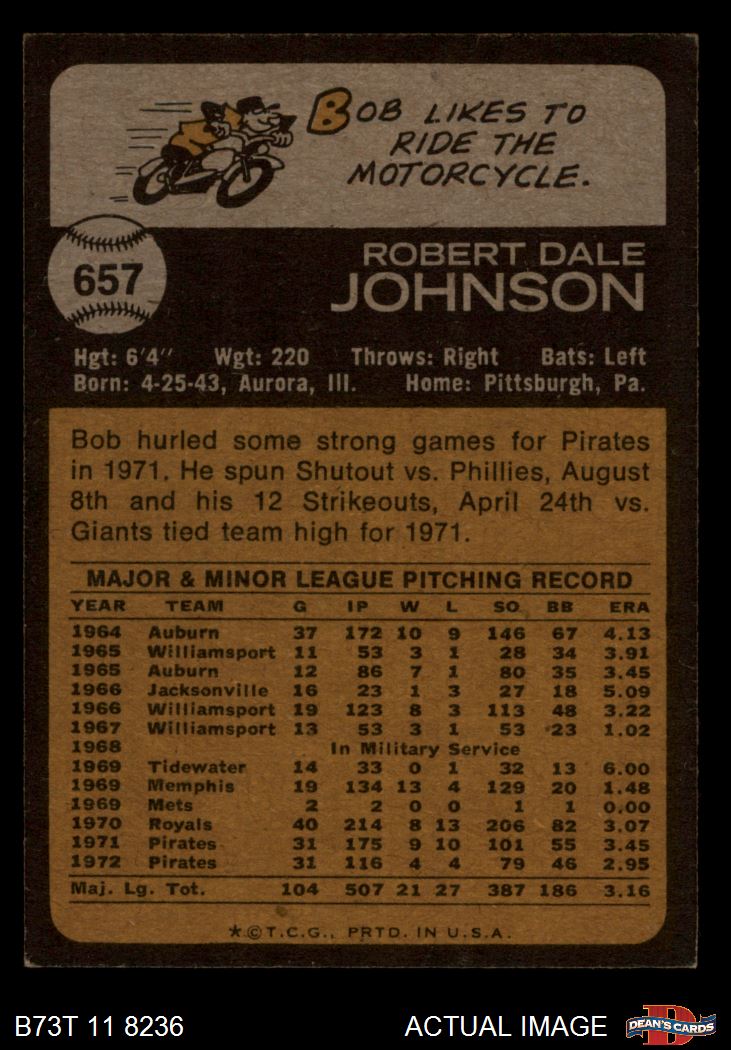 BOB LIKES TO
RIDE THE
MOTORCYCLE.
657
ROBERT DALE
JOHNSON
Hgt: 6'4" Wgt: 220 Throws: Right Bats: Left
Born: 4-25-43, Aurora, Ill. Home: Pittsburgh, Pa.
Bob hurled some strong games for Pirates
in 1971. He spun Shutout vs. Phillies, August
8th and his 12 Strikeouts, April 24th vs.
Giants tied team high for 1971.
MAJOR & MINOR LEAGUE PITCHING RECORD
YEAR TEAM G IP W L SO BB ERA
1964 Auburn 37 172 10 9 146 67 4.13
1965 Williamsport 11 53 3 1 28 34 3.91
1965 Auburn 12 86 7 1 80 35 3.45
1966 Jacksonville 16 23 1 3 27 18 5.09
1966 Williamsport 19 123 8 3 113 48 3.22
1967 Williamsport 13 53 3 1 53 23 1.02
1968 In Military Service
1969 Tidewater 14 33 0 1 32 13 6.00
1969 Memphis 19 134 13 4 129 20 1.48
1969 Mets 2 2 0 0 1 1 0.00
1970 Royals 40 214 8 13 206 82 3.07
1971 Pirates 31 175 9 10 101 55 3.45
1972 Pirates 31 116 4 4 79 46 2.95
Maj. Lg. Tot. 104 507 21 27 387 186 3.16
★©T.C.G., PRTD. IN U.S.A.
B73T 11 8236 ACTUAL IMAGE D DEAN'S CARDS